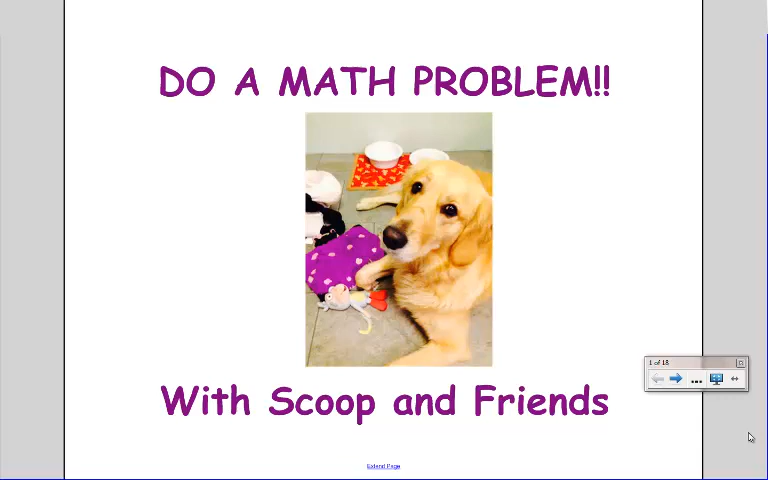 DO A MATH PROBLEM!!
1 of 18
...
With Scoop and Friends
Extend Page